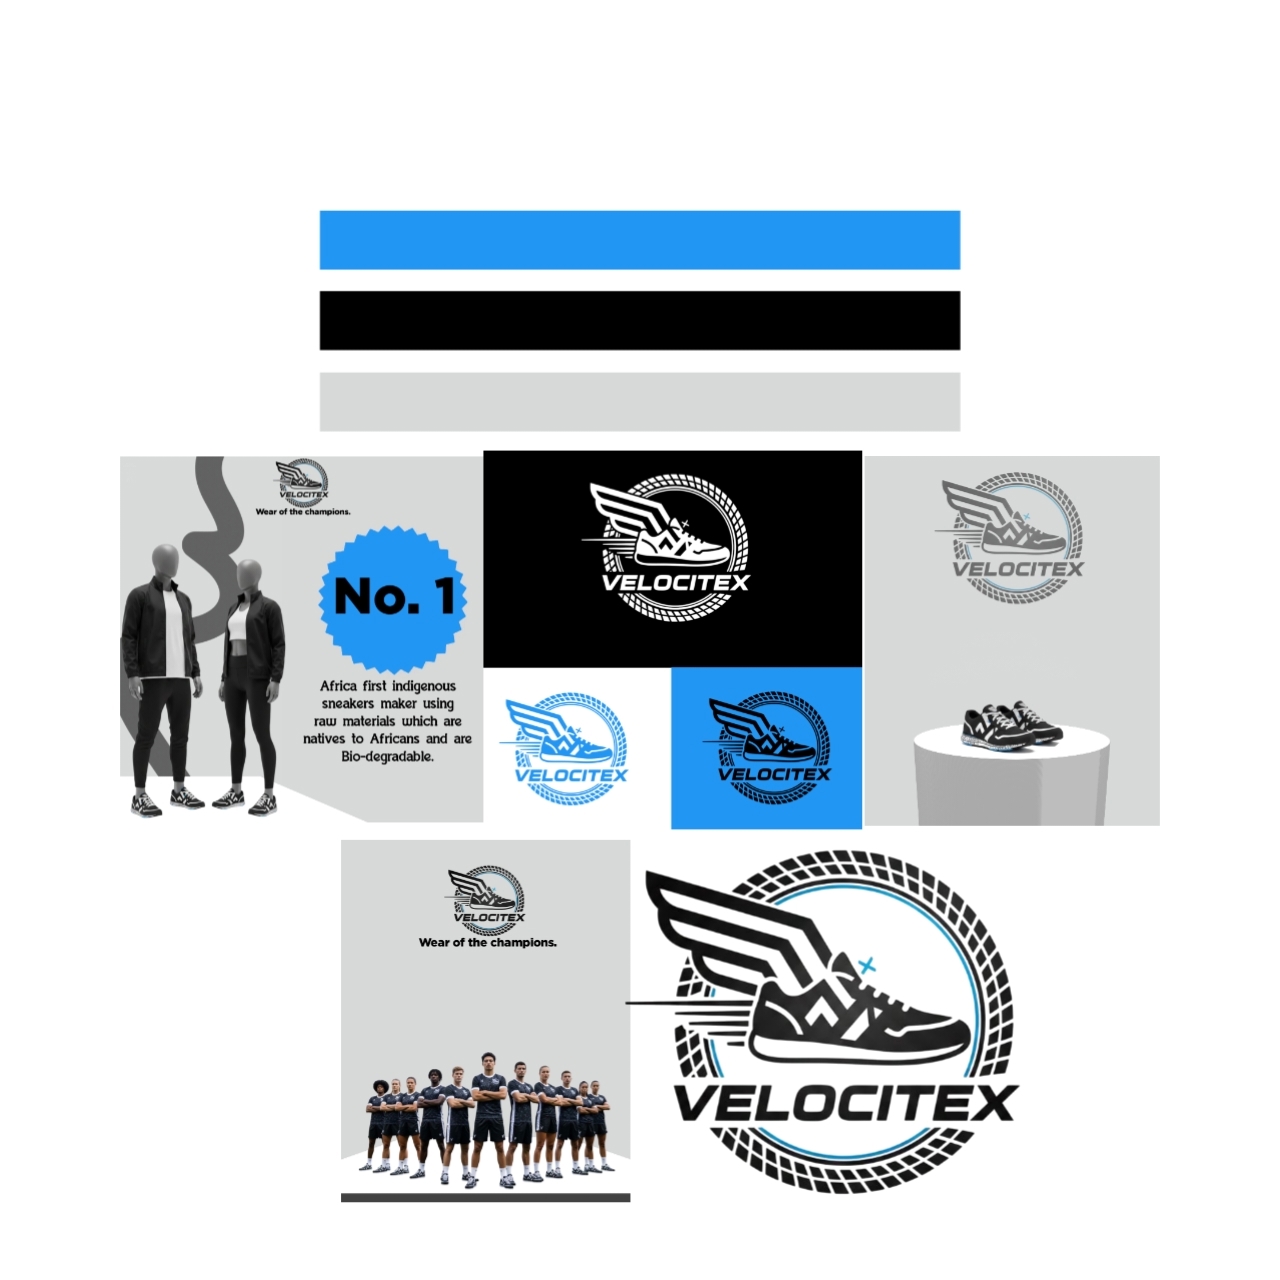 VELOCITEX
Wear of the champions.
No. 1
Africa first indigenous
sneakers maker using
raw materials which are
natives to Africans and are
Bio-degradable.
VELOCITEX
VELOCITEX
VELOCITEX
VELOCITEX
VELOCITEX
Wear of the champions.
VELOCITEX